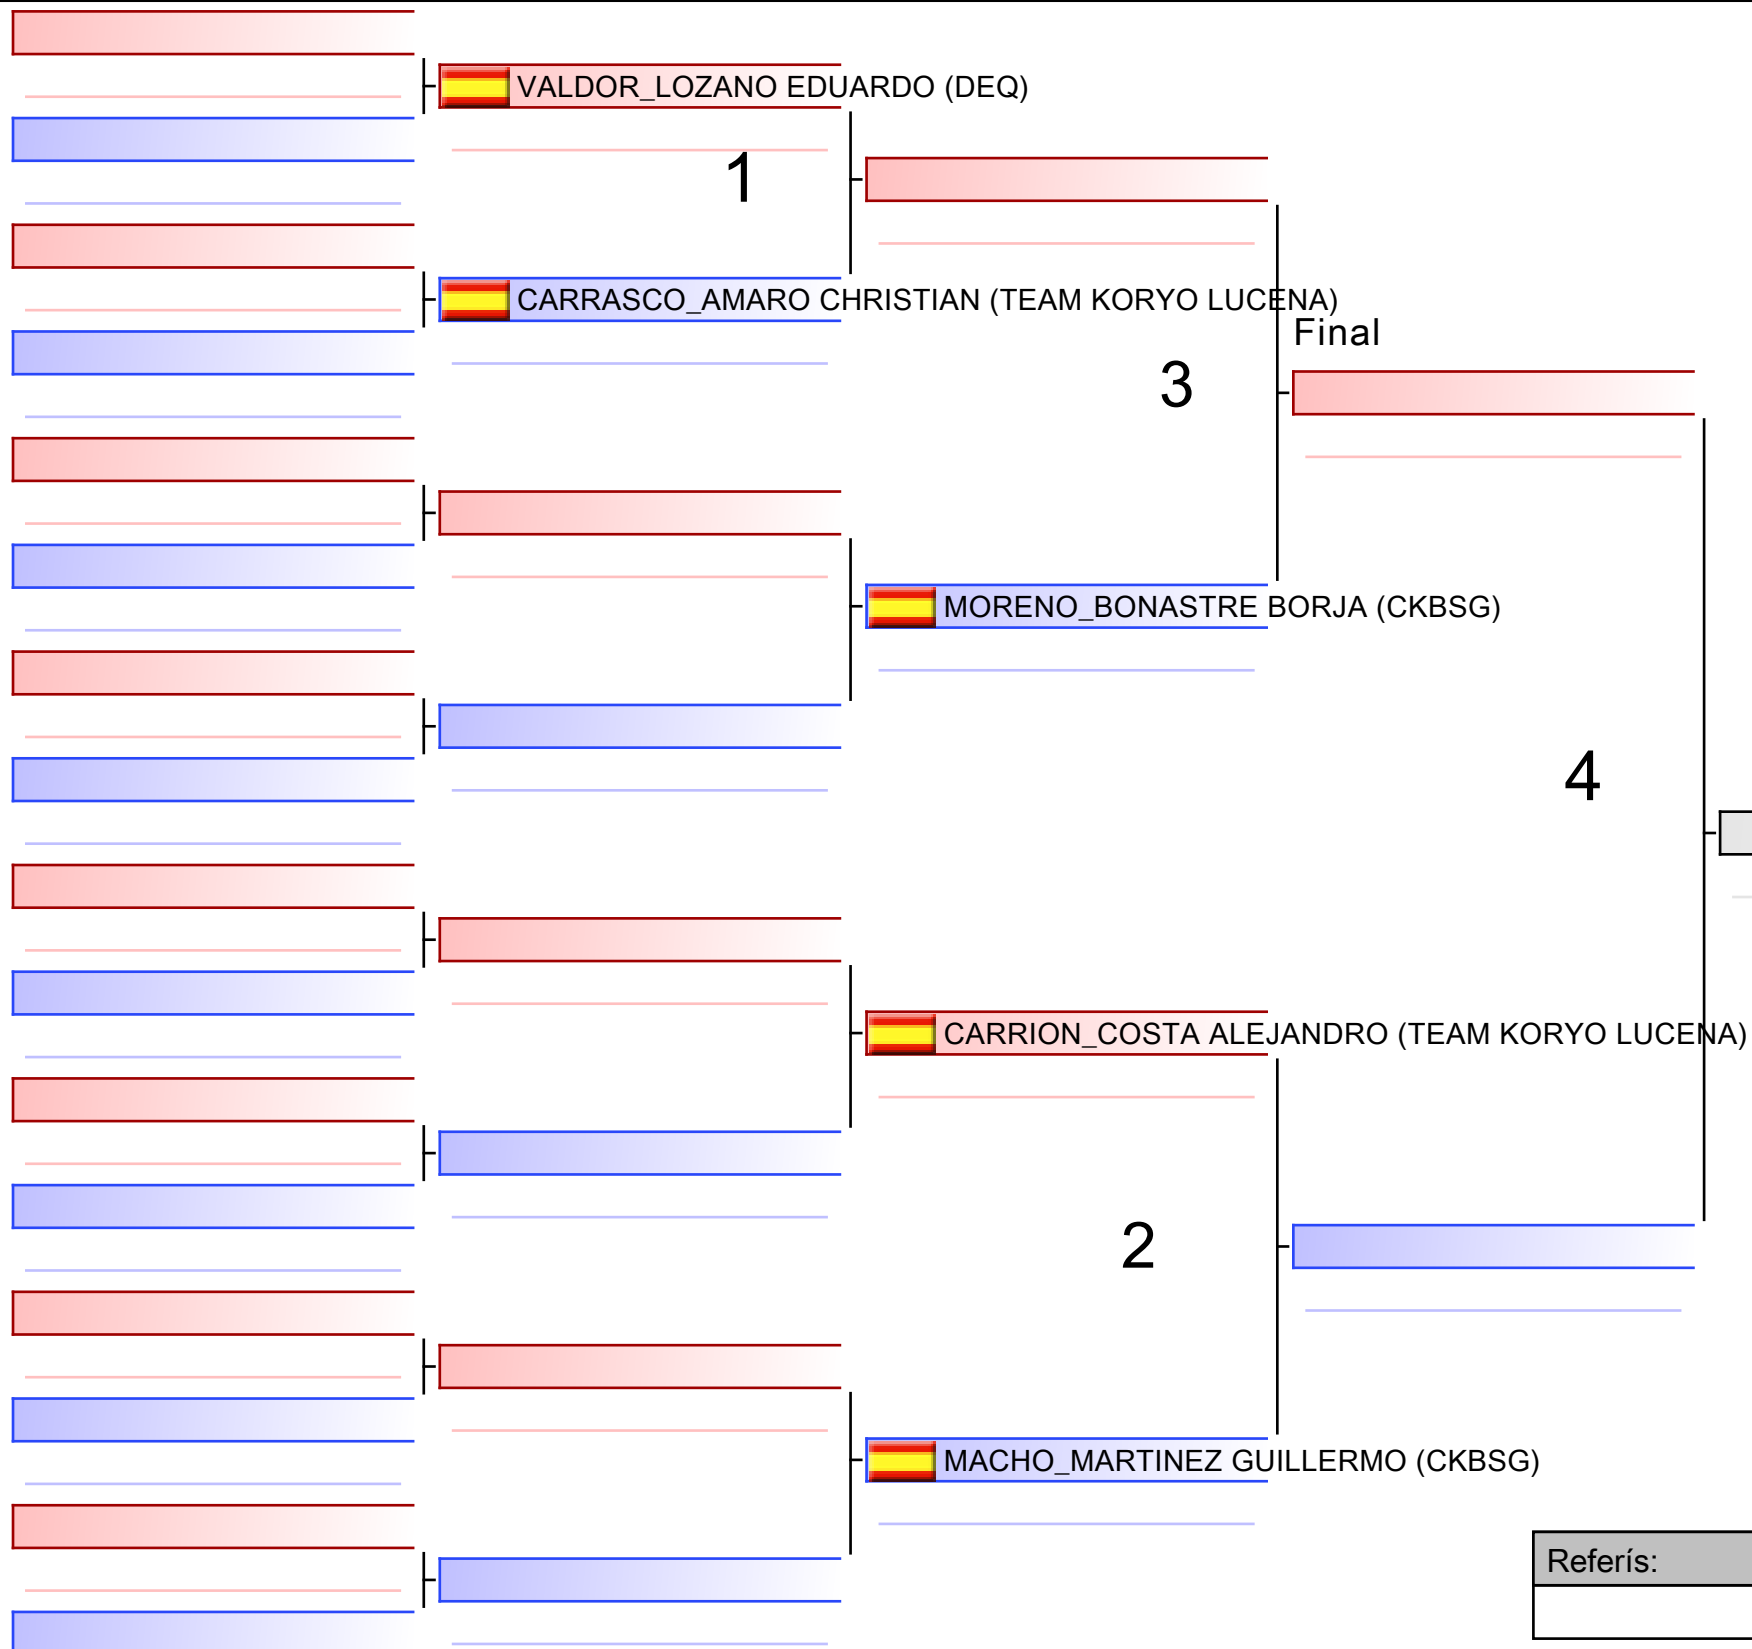 VALDOR_LOZANO EDUARDO (DEQ)
1
CARRASCO_AMARO CHRISTIAN (TEAM KORYO LUCENA)
Final
3
MORENO_BONASTRE BORJA (CKBSG)
4
CARRION_COSTA ALEJANDRO (TEAM KORYO LUCENA)
2
MACHO_MARTINEZ GUILLERMO (CKBSG)
Referís: